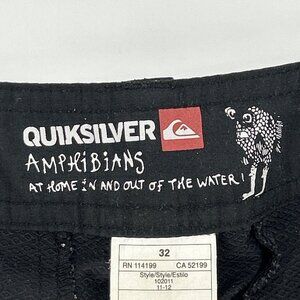 QUIKSILVER
AMPHIBIANS
AT HOME IN AND OUT OF THE WATER!
32
RN 114199 CA 52199
Style/Style/Estilo
102011
11-12